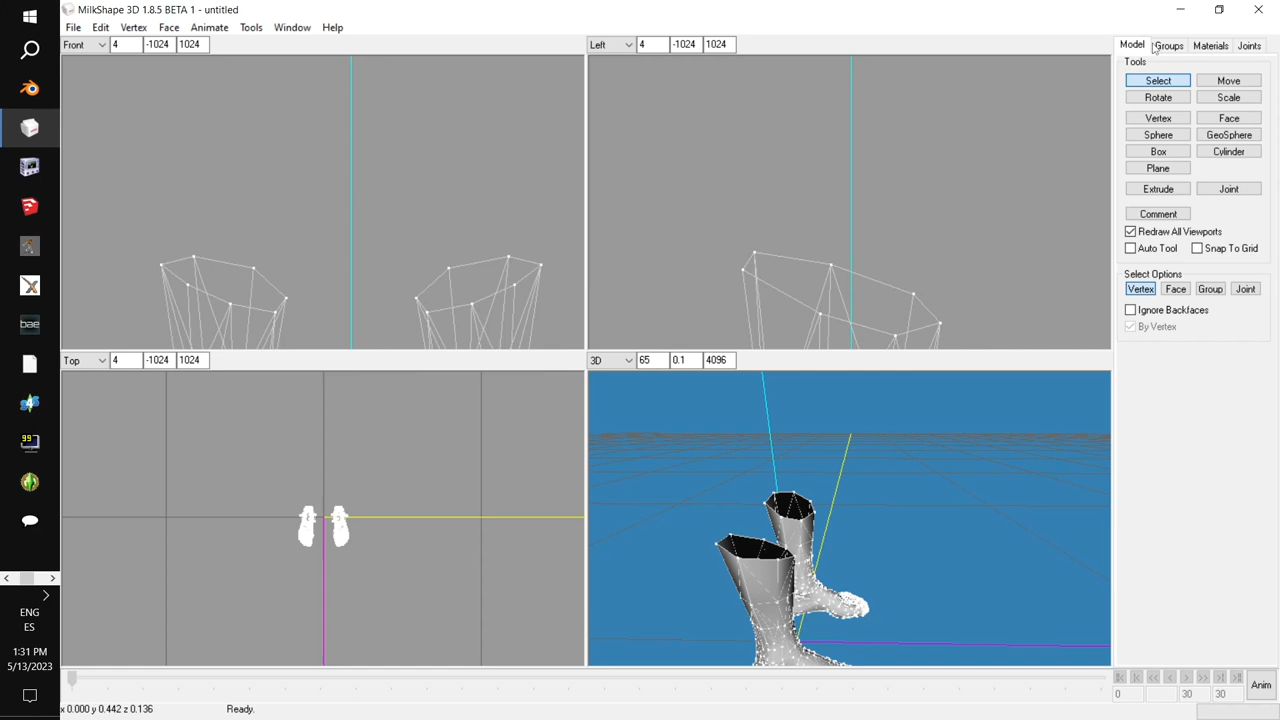 MilkShape 3D 1.8.5 BETA 1 - untitled
File Edit Vertex Face Animate Tools Window Help
Front 4 -1024 1024
Left 4 -1024 1024
Model Groups Materials Joints
Tools
Select Move
Rotate Scale
Vertex Face
Sphere GeoSphere
Box Cylinder
Plane
Extrude Joint
Comment
Redraw All Viewports
Auto Tool Snap To Grid
Select Options
Vertex Face Group Joint
Ignore Backfaces
By Vertex
Top 4 -1024 1024
3D 65 0.1 4096
bae
99
ENG
ES
1:31 PM
5/13/2023
0 30 30 Anim
x 0.000 y 0.442 z 0.136 Ready.